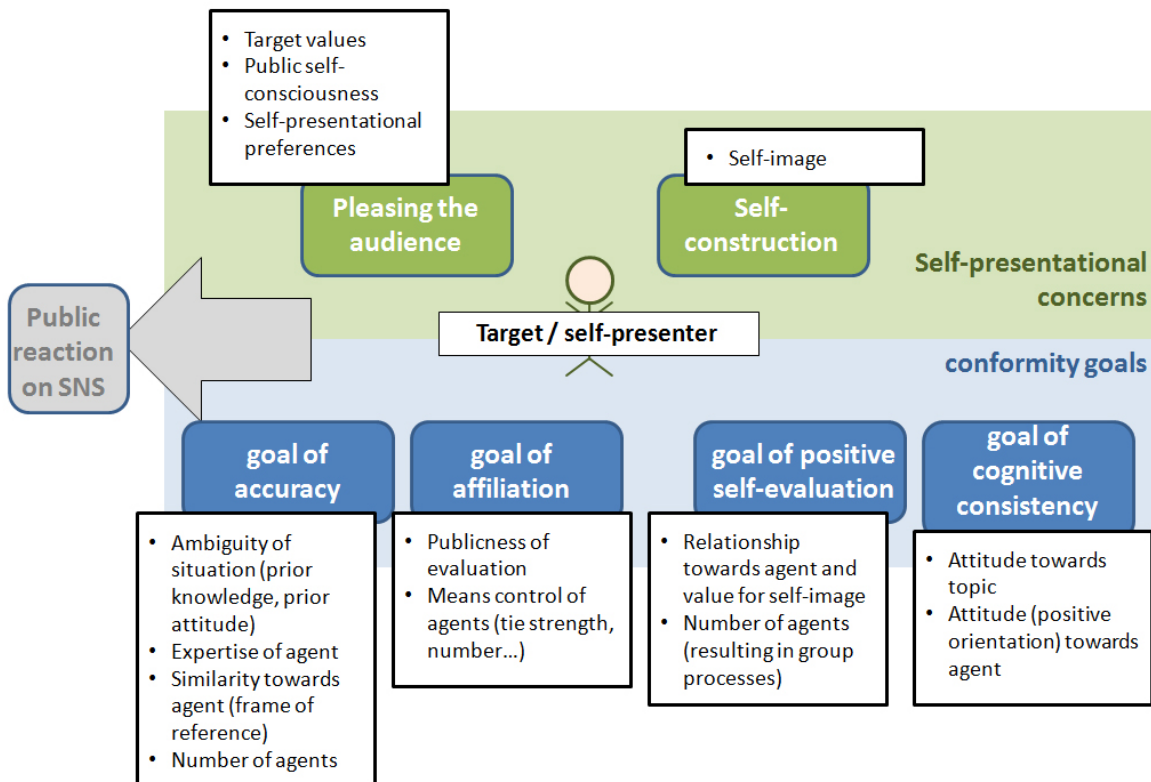 • Target values
• Public self-
consciousness
• Self-presentational
preferences
• Self-image
Pleasing the
audience
Self-
construction
Self-presentational
concerns
Public
reaction
on SNS
Target / self-presenter
conformity goals
goal of
accuracy
goal of
affiliation
goal of positive
self-evaluation
goal of
cognitive
consistency
• Ambiguity of
situation (prior
knowledge, prior
attitude)
• Expertise of agent
• Similarity towards
agent (frame of
reference)
• Number of agents
• Publicness of
evaluation
• Means control of
agents (tie strength,
number...)
• Relationship
towards agent and
value for self-image
• Number of agents
(resulting in group
processes)
• Attitude towards
topic
• Attitude (positive
orientation) towards
agent